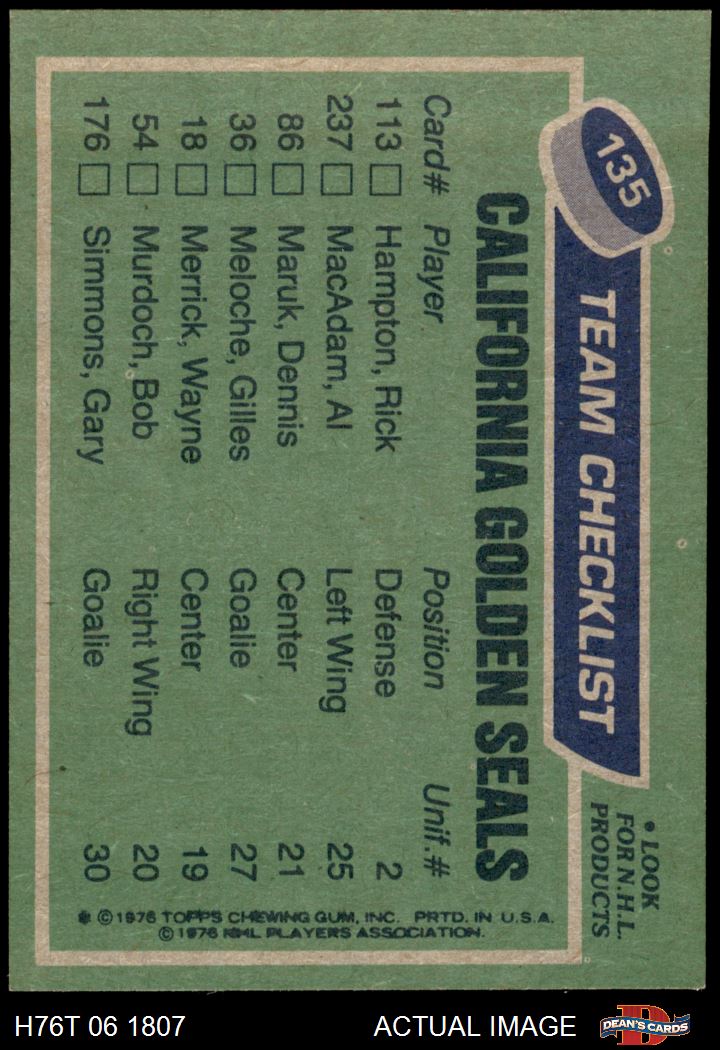 135
TEAM CHECKLIST
• LOOK
FOR N.H.L.
PRODUCTS
CALIFORNIA GOLDEN SEALS
Card# Player Position Unif.#
113 Hampton, Rick Defense 2
237 MacAdam, Al Left Wing 25
86 Maruk, Dennis Center 21
36 Meloche, Gilles Goalie 27
18 Merrick, Wayne Center 19
54 Murdoch, Bob Right Wing 20
176 Simmons, Gary Goalie 30
✱ ©1976 TOPPS CHEWING GUM, INC. PRTD. IN U.S.A.
©1976 NHL PLAYERS ASSOCIATION.
H76T 06 1807
ACTUAL IMAGE
D
DEAN'S CARDS